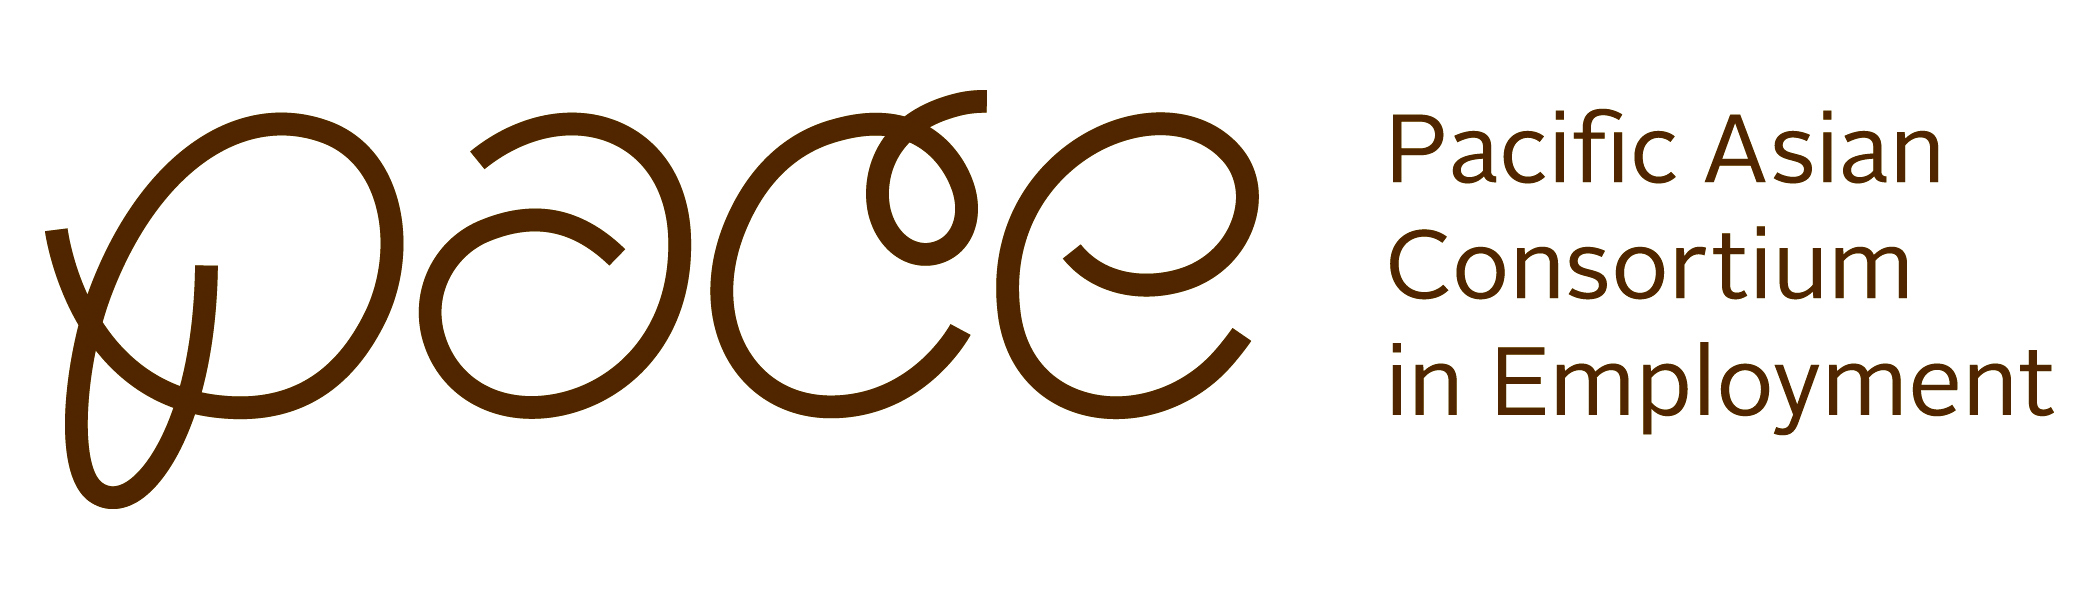 pace
Pacific Asian
Consortium
in Employment